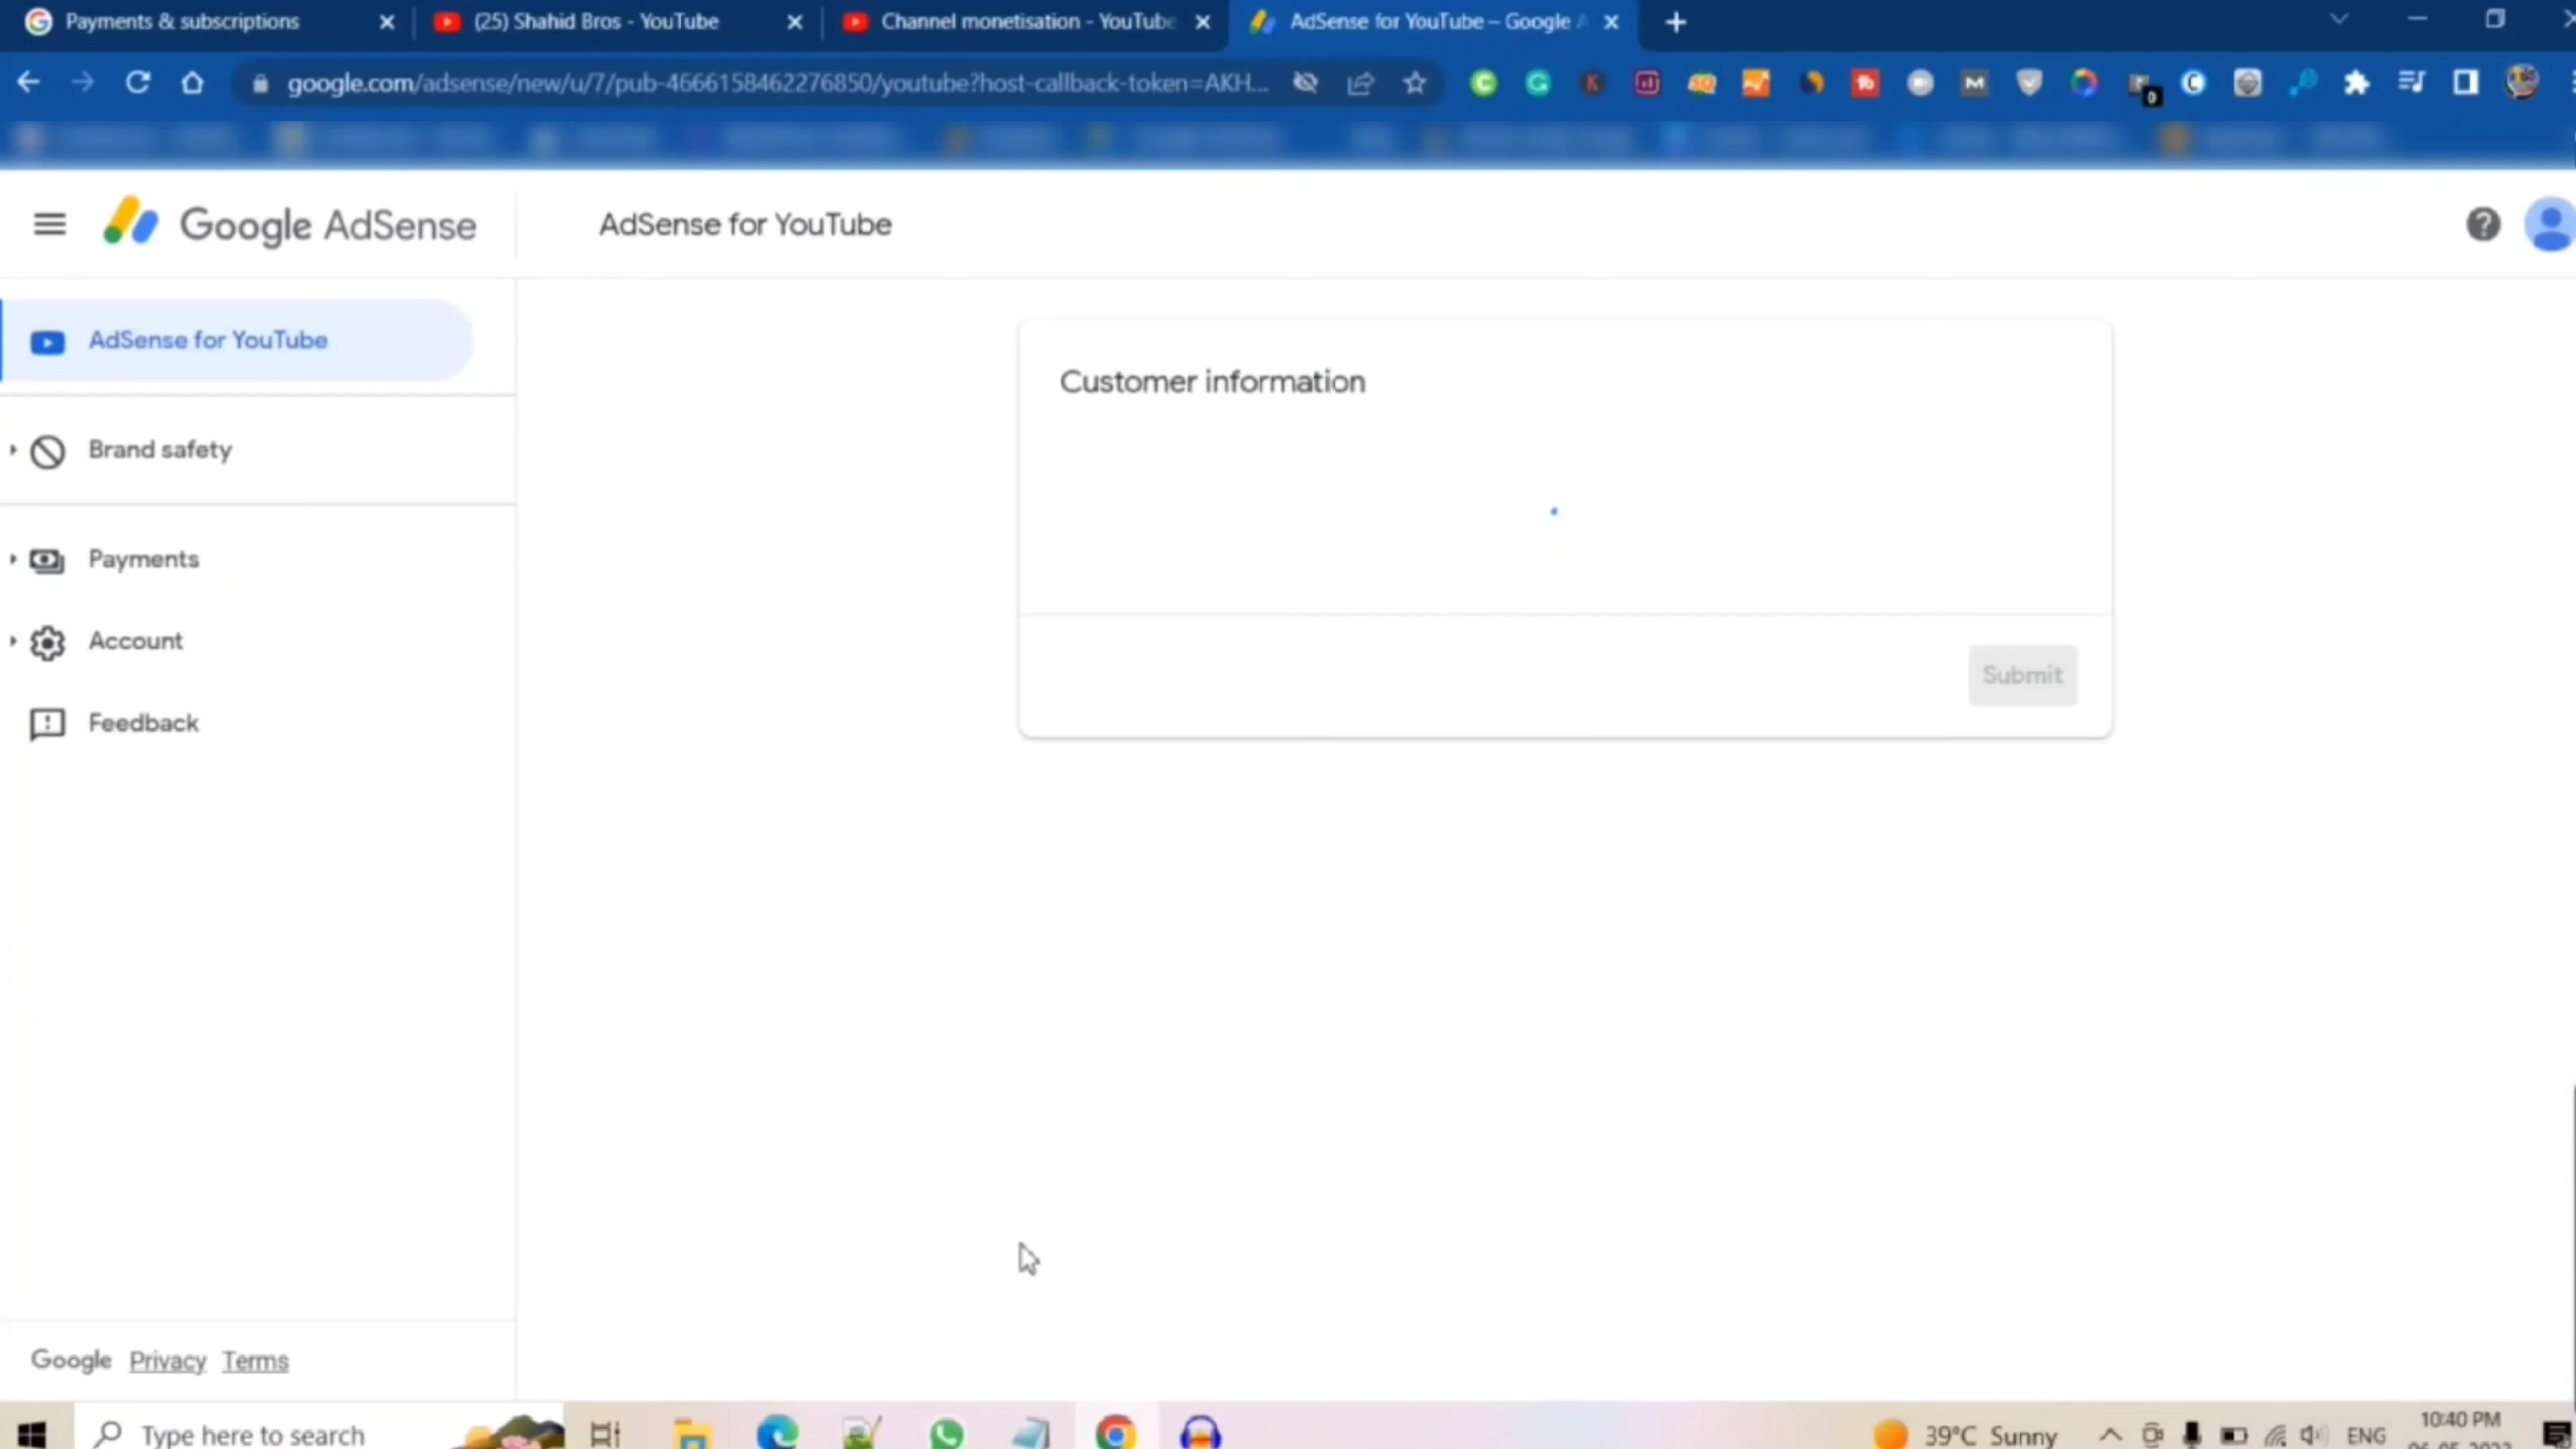 Payments & subscriptions
(25) Shahid Bros - YouTube
Channel monetisation - YouTube
AdSense for YouTube – Google A
google.com/adsense/new/u/7/pub-4666158462276850/youtube?host-callback-token=AKH...
Google AdSense
AdSense for YouTube
AdSense for YouTube
Brand safety
Payments
Account
Feedback
Customer information
Submit
Google Privacy Terms
Type here to search
39°C Sunny
ENG
10:40 PM